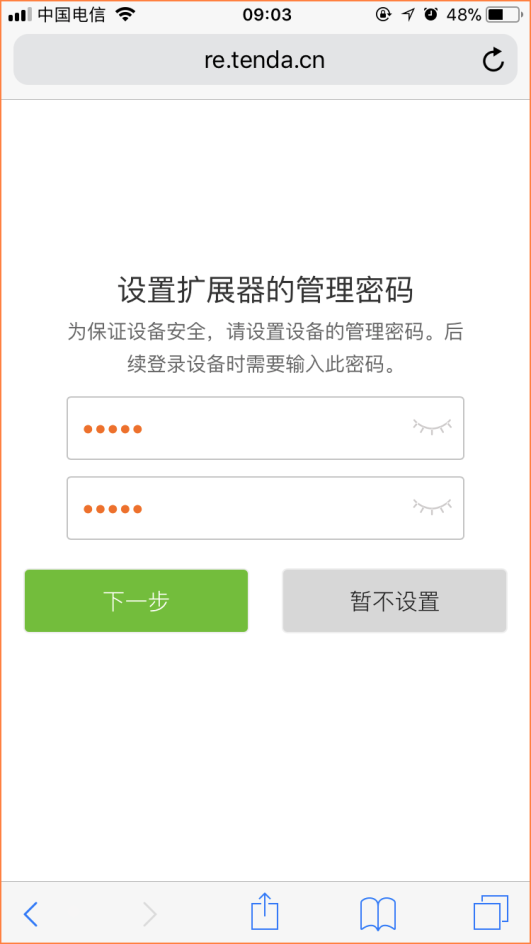 中国电信 09:03 48%
re.tenda.cn
设置扩展器的管理密码
为保证设备安全，请设置设备的管理密码。后
续登录设备时需要输入此密码。
●●●●●
●●●●●
下一步 暂不设置